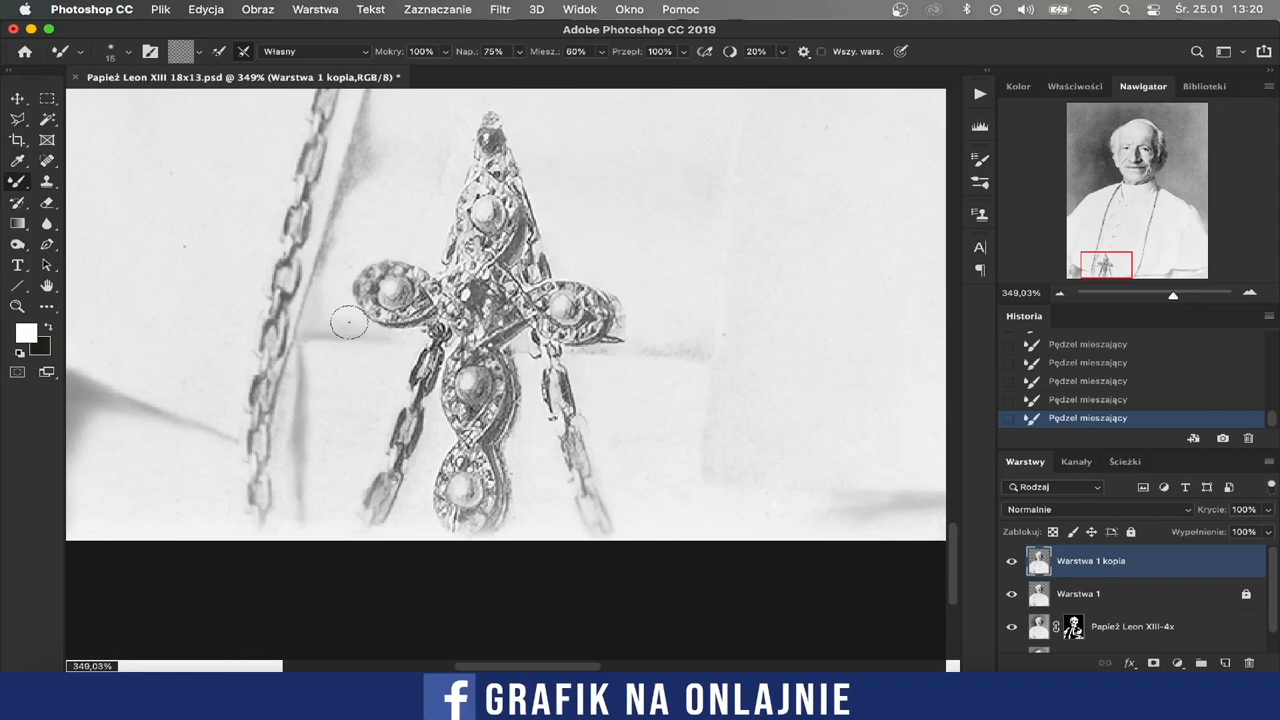 Photoshop CC Plik Edycja Obraz Warstwa Tekst Zaznaczanie Filtr 3D Widok Okno Pomoc Śr. 25.01 13:20
Adobe Photoshop CC 2019
15 Własny Mokry: 100% Nap.: 75% Miesz.: 60% Przepł: 100% 20% Wszy. wars.
× Papież Leon XIII 18x13.psd @ 349% (Warstwa 1 kopia,RGB/8) *
Kolor Właściwości Nawigator Biblioteki
349,03%
Historia
Pędzel mieszający
Pędzel mieszający
Pędzel mieszający
Pędzel mieszający
Pędzel mieszający
Warstwy Kanały Ścieżki
Rodzaj
Normalnie Krycie: 100%
Zablokuj: Wypełnienie: 100%
Warstwa 1 kopia
Warstwa 1
Papież Leon XIII-4x
349,03%
fx
f GRAFIK NA ONLAJNIE